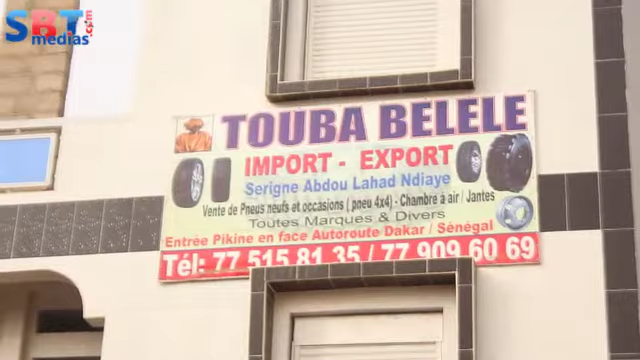 SBT
medias
.com
TOUBA BELELE
IMPORT - EXPORT
Serigne Abdou Lahad Ndiaye
Vente de Pneus neufs et occasions ( pneu 4x4) - Chambre à air / Jantes
Toutes Marques & Divers
Entrée Pikine en face Autoroute Dakar / Sénégal
Tél.: 77 515 81 35 / 77 909 60 69